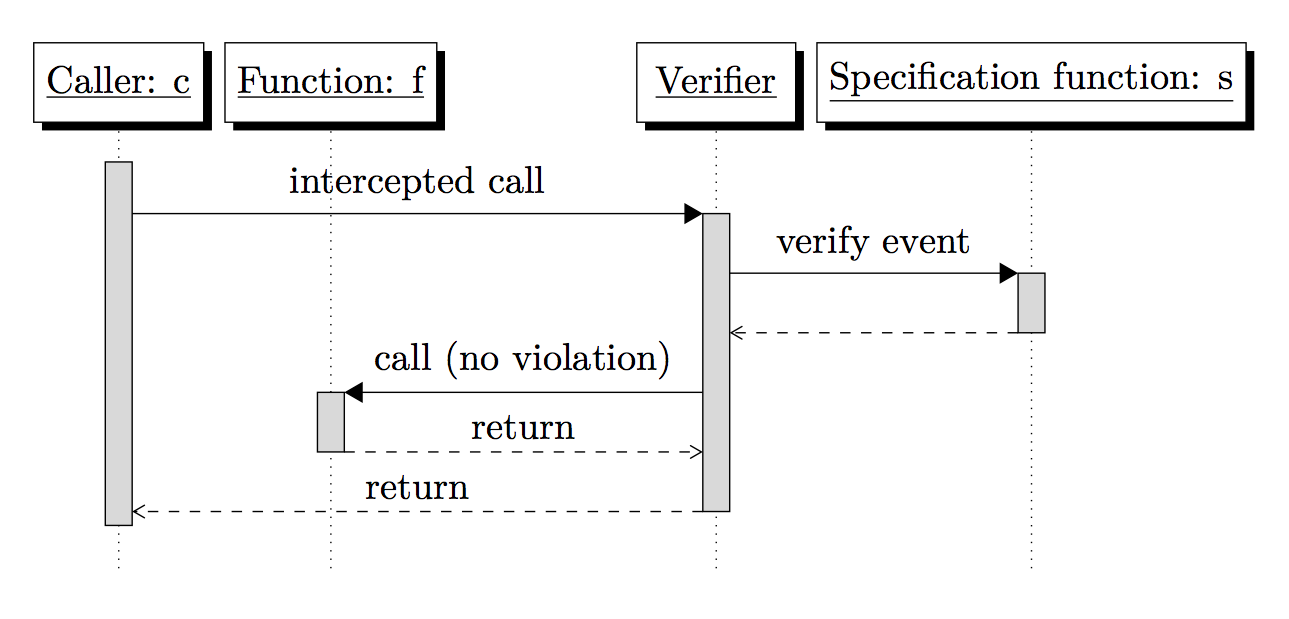 Caller: c
Function: f
Verifier
Specification function: s
intercepted call
verify event
call (no violation)
return
return